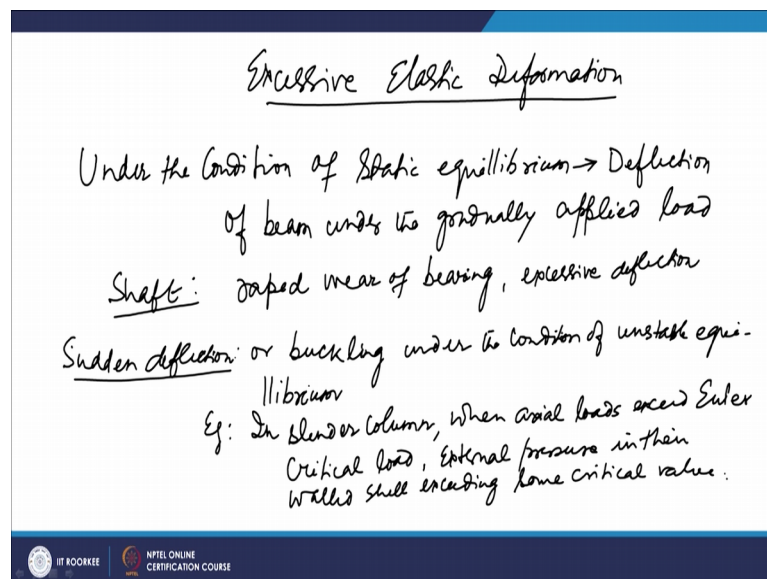 Excessive Elastic Deformation
Under the Condition of Static equillibrium → Deflection
of beam under the gradually applied load
Shaft: raped wear of bearing, excessive deflection
Sudden deflection: or buckling under the condition of unstable equi-
llibrium
Eg: In slender column, when axial loads exceed Euler
Critical load, External pressure in thin
walled shell exceeding some critical value.
IIT ROORKEE
NPTEL ONLINE
CERTIFICATION COURSE